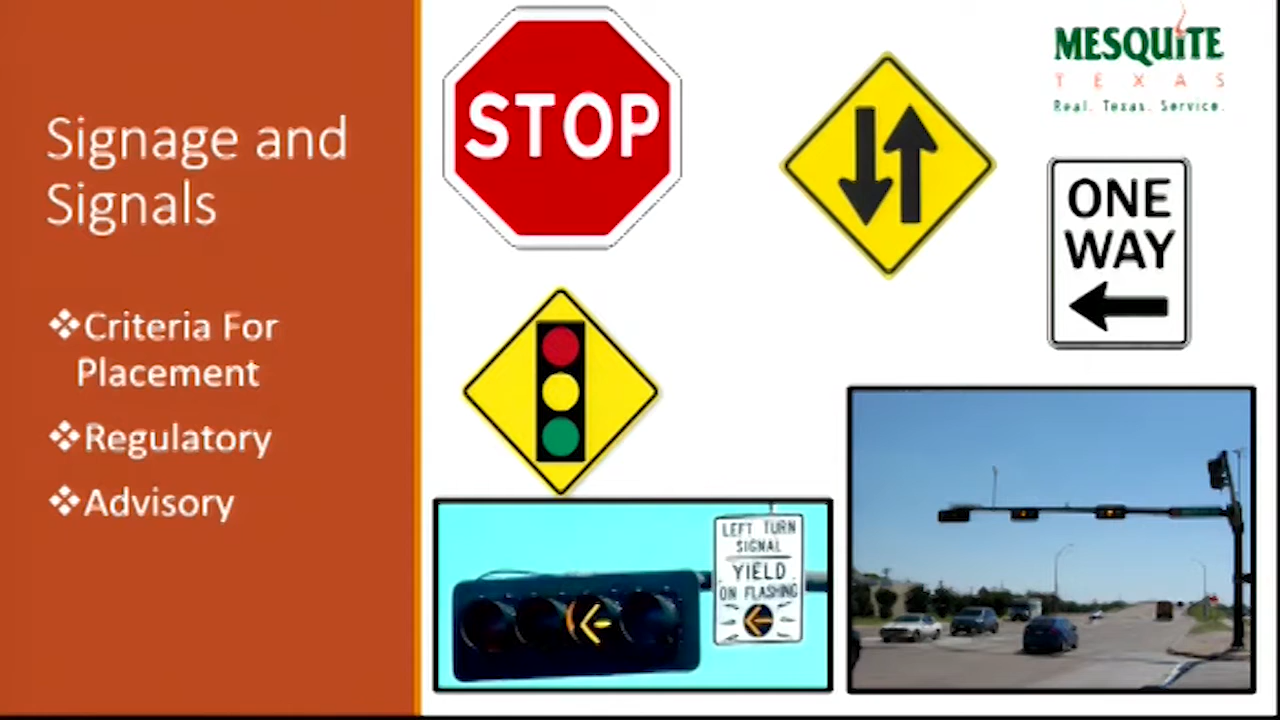 Signage and
Signals
❖Criteria For
Placement
❖Regulatory
❖Advisory
STOP
MESQUiTE
TEXAS
Real. Texas. Service.
ONE
WAY
LEFT TURN
SIGNAL
YIELD
ON FLASHING